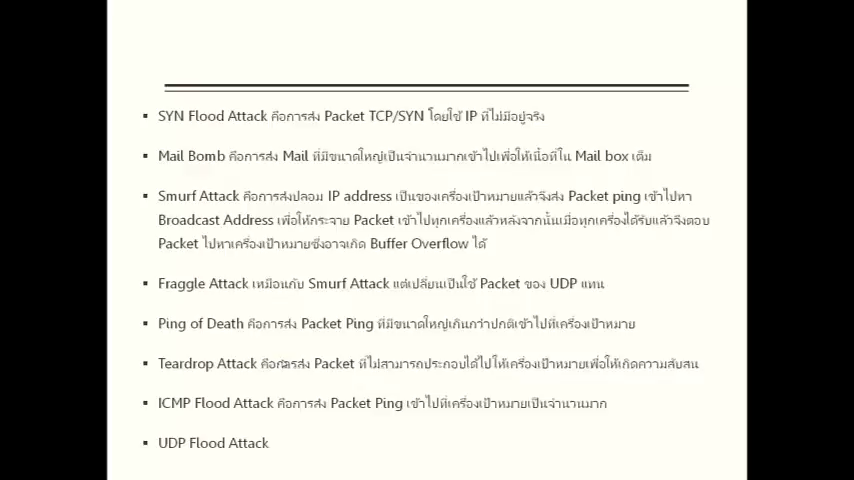 SYN Flood Attack คือการส่ง Packet TCP/SYN โดยใช้ IP ที่ไม่มีอยู่จริง
Mail Bomb คือการส่ง Mail ที่มีขนาดใหญ่เป็นจำนวนมากเข้าไปเพื่อให้เนื้อที่ใน Mail box เต็ม
Smurf Attack คือการส่งปลอม IP address เป็นของเครื่องเป้าหมายแล้วจึงส่ง Packet ping เข้าไปหา
Broadcast Address เพื่อให้กระจาย Packet เข้าไปทุกเครื่องแล้วหลังจากนั้นเมื่อทุกเครื่องได้รับแล้วจึงตอบ
Packet ไปหาเครื่องเป้าหมายซึ่งอาจเกิด Buffer Overflow ได้
Fraggle Attack เหมือนกับ Smurf Attack แต่เปลี่ยนเป็นใช้ Packet ของ UDP แทน
Ping of Death คือการส่ง Packet Ping ที่มีขนาดใหญ่เกินกว่าปกติเข้าไปที่เครื่องเป้าหมาย
Teardrop Attack คือการส่ง Packet ที่ไม่สามารถประกอบได้ไปให้เครื่องเป้าหมายเพื่อให้เกิดความสับสน
ICMP Flood Attack คือการส่ง Packet Ping เข้าไปที่เครื่องเป้าหมายเป็นจำนวนมาก
UDP Flood Attack